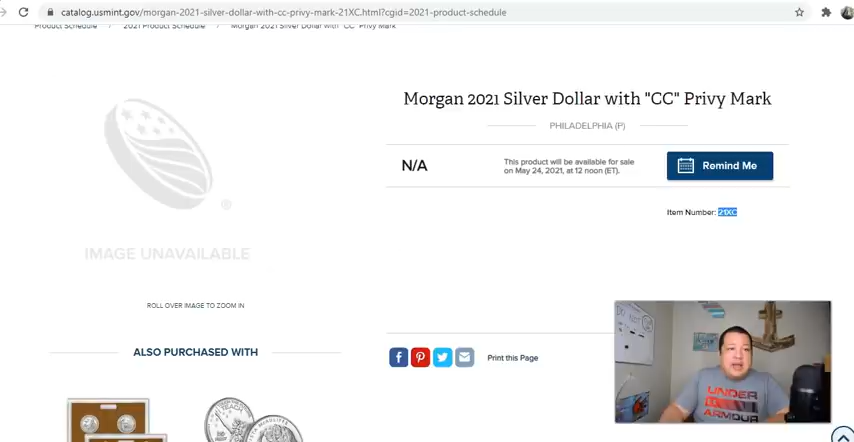 catalog.usmint.gov/morgan-2021-silver-dollar-with-cc-privy-mark-21XC.html?cgid=2021-product-schedule
Product Schedule / 2021 Product Schedule / Morgan 2021 Silver Dollar with "CC" Privy Mark
Morgan 2021 Silver Dollar with "CC" Privy Mark
PHILADELPHIA (P)
N/A
This product will be available for sale
on May 24, 2021, at 12 noon (ET).
Remind Me
Item Number: 21XC
®
IMAGE UNAVAILABLE
ROLL OVER IMAGE TO ZOOM IN
ALSO PURCHASED WITH
Print this Page
DO NOT
UNDER
ARMOUR